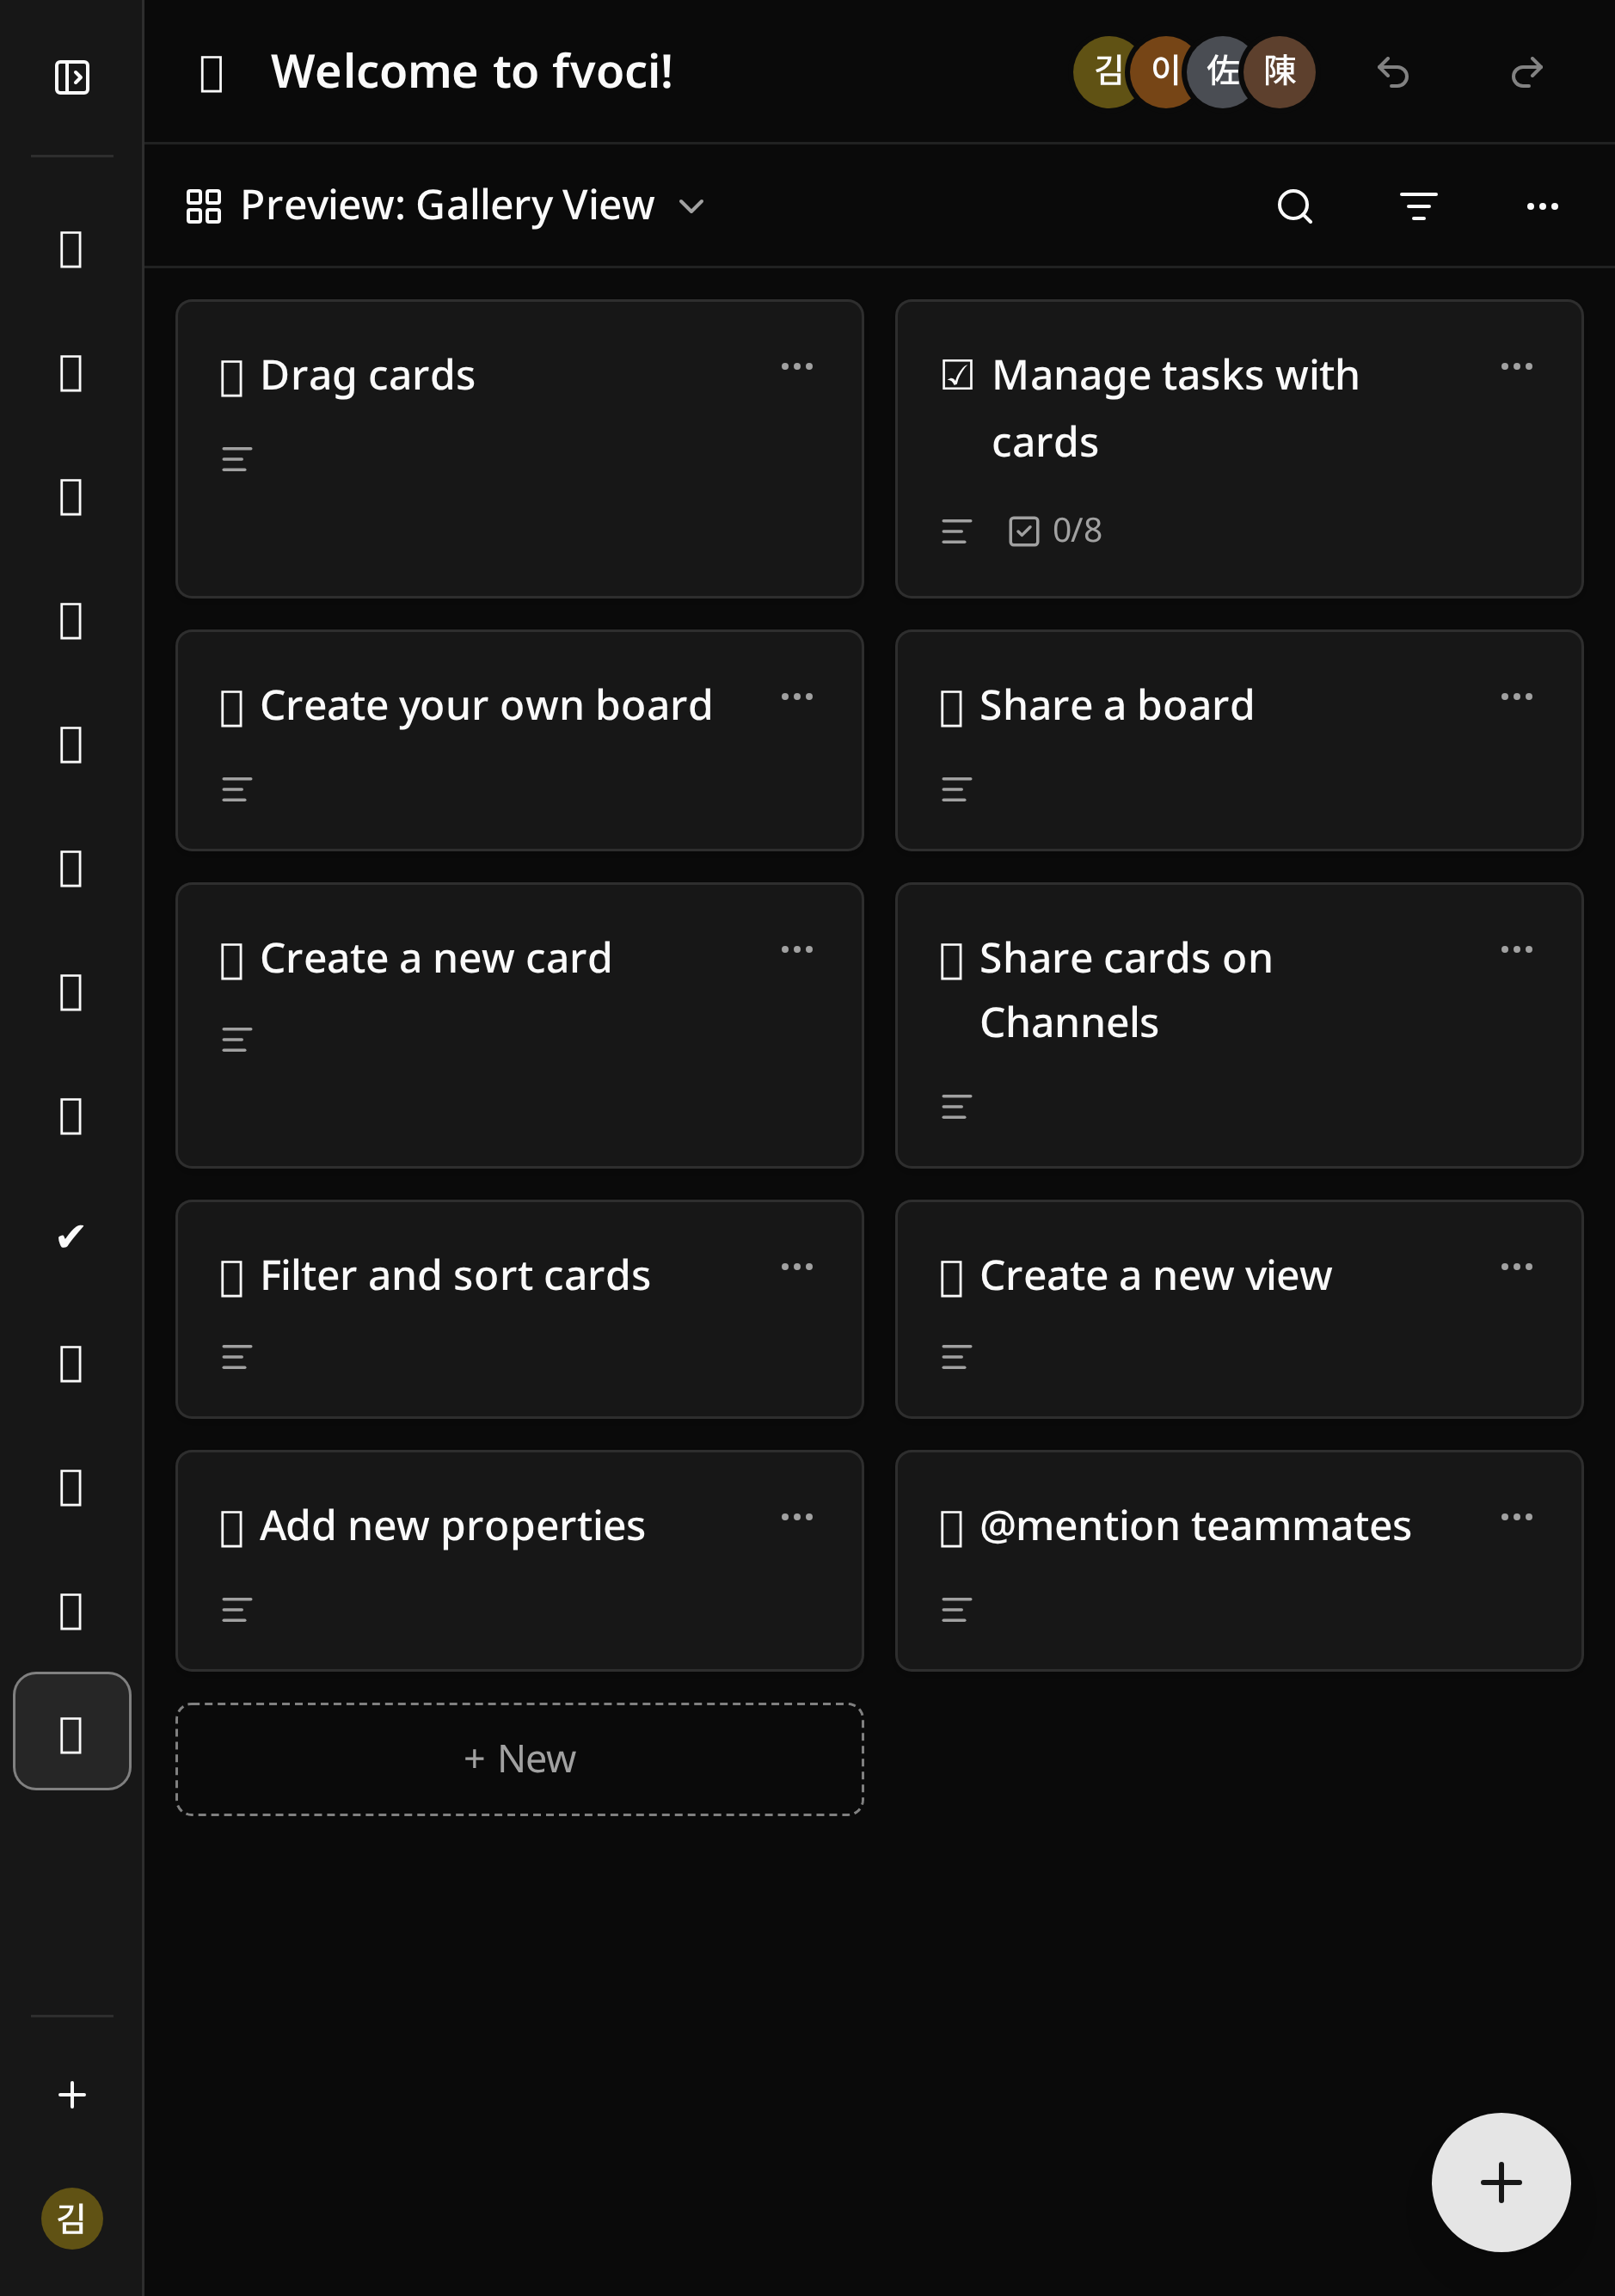 Welcome to fvoci!
김 이 佐 陳
Preview: Gallery View
Drag cards
☑ Manage tasks with
cards
0/8
Create your own board
Share a board
Create a new card
Share cards on
Channels
✔
Filter and sort cards
Create a new view
Add new properties
@mention teammates
+ New
김